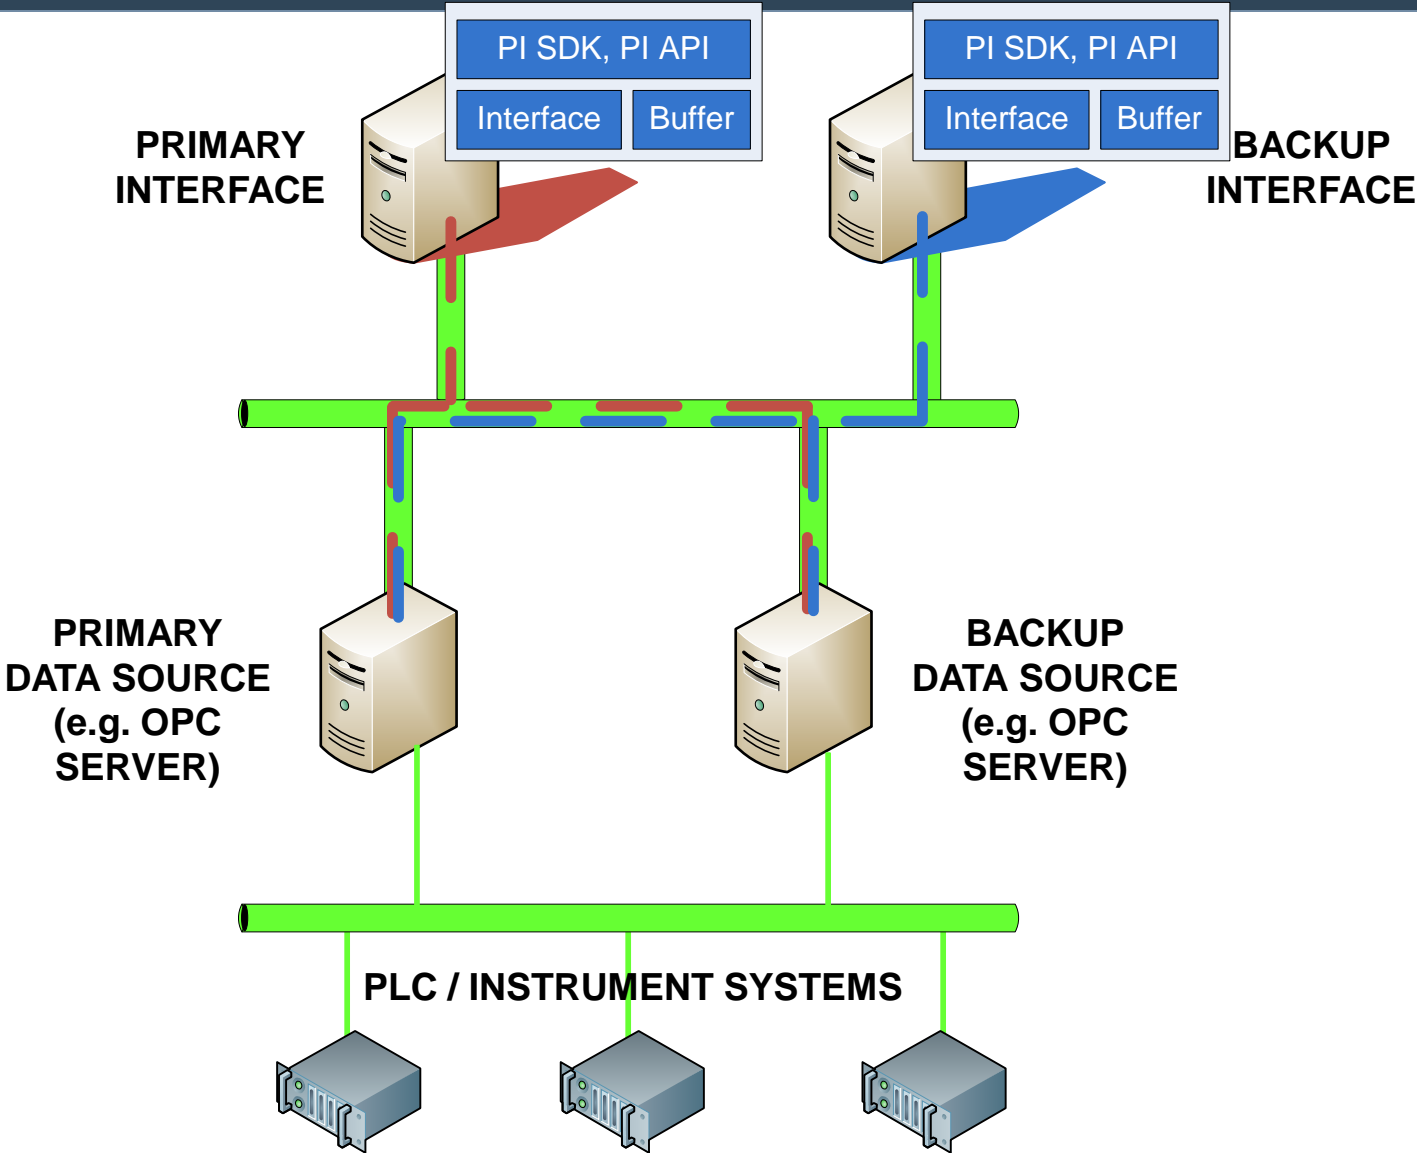 PI SDK, PI API
Interface
Buffer
PI SDK, PI API
Interface
Buffer
PRIMARY
INTERFACE
BACKUP
INTERFACE
PRIMARY
DATA SOURCE
(e.g. OPC
SERVER)
BACKUP
DATA SOURCE
(e.g. OPC
SERVER)
PLC / INSTRUMENT SYSTEMS